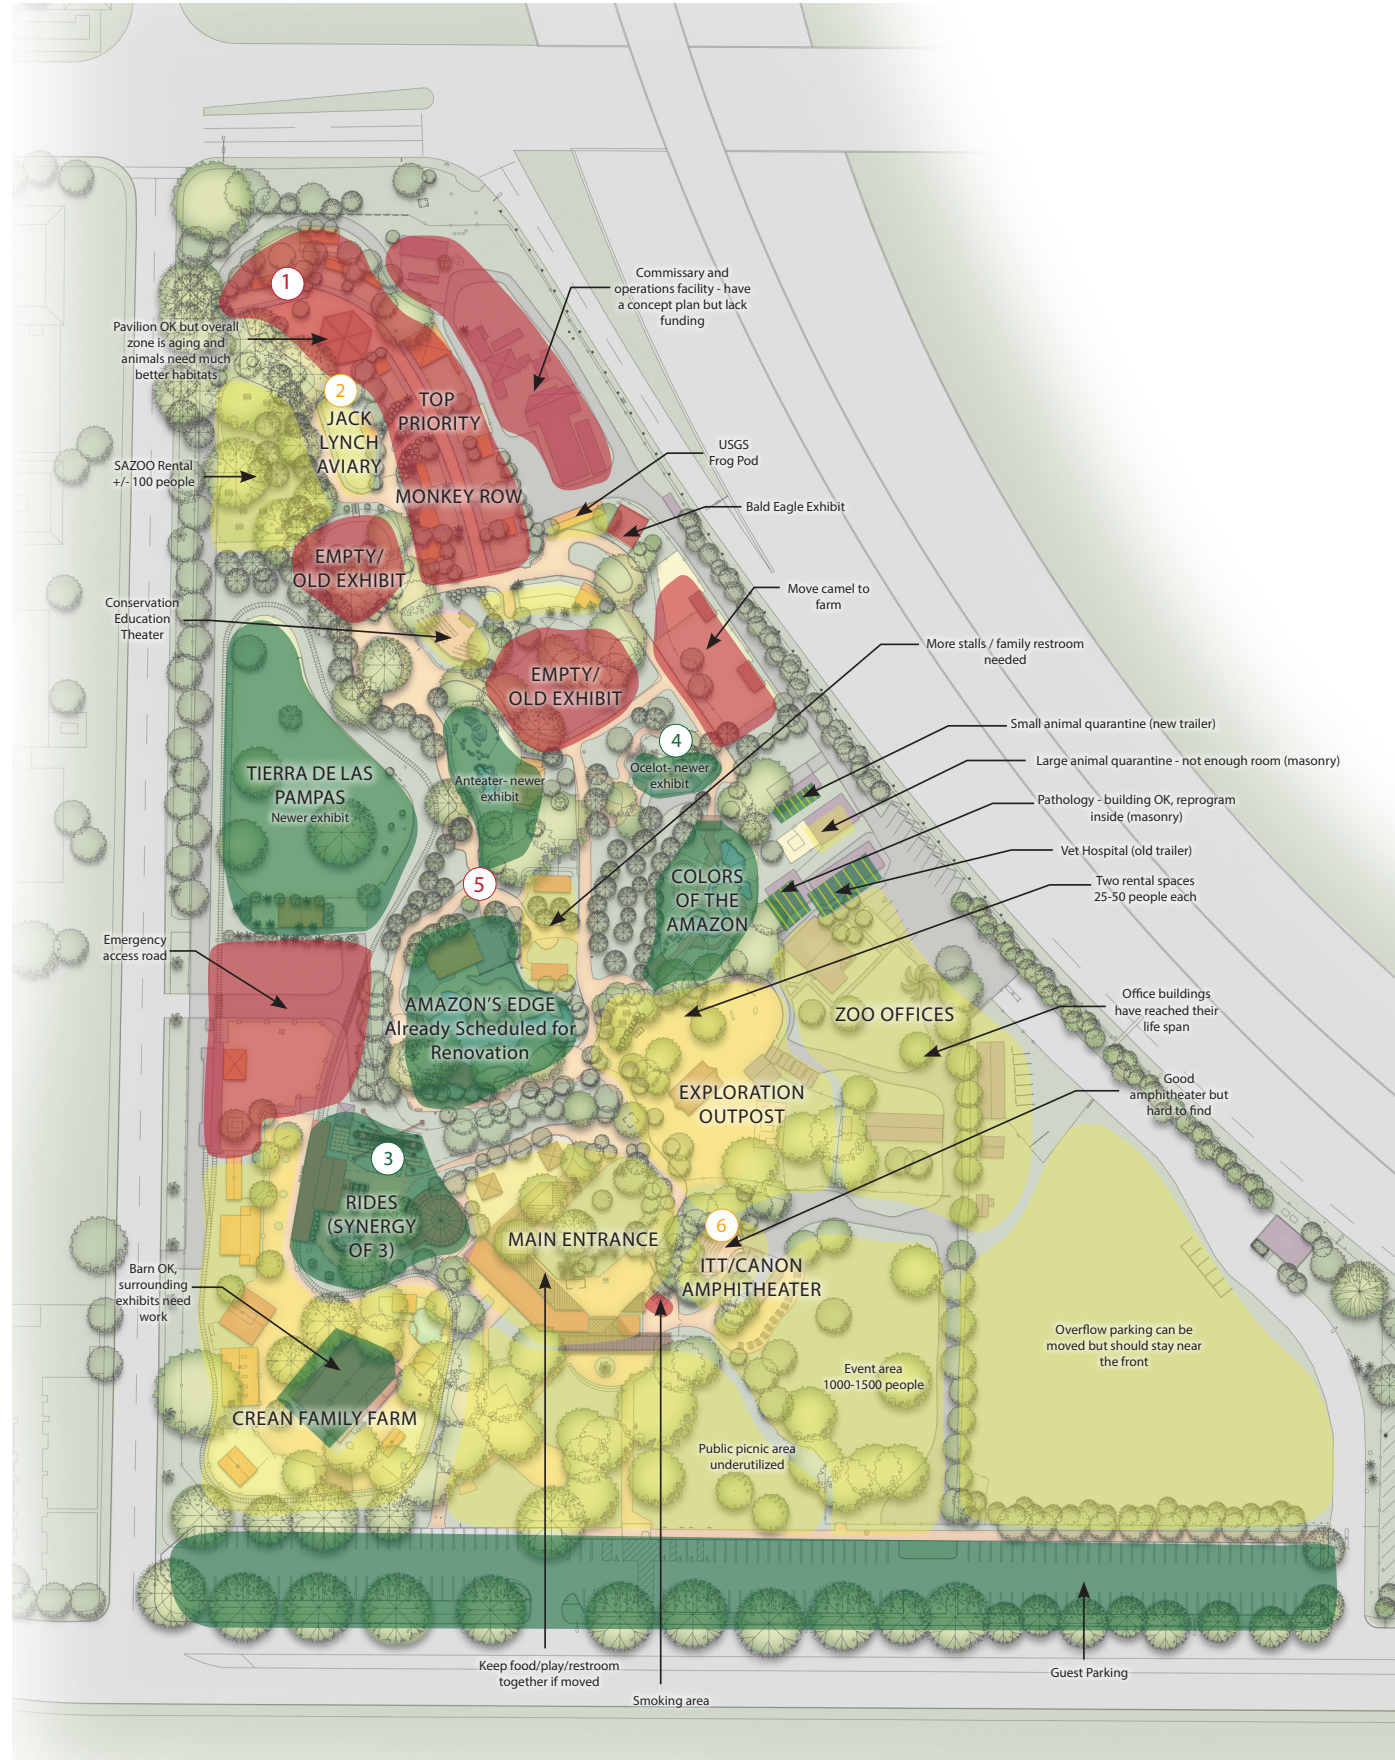 1
Commissary and
operations facility - have
a concept plan but lack
funding
Pavilion OK but overall
zone is aging and
animals need much
better habitats
2
JACK
LYNCH
AVIARY
TOP
PRIORITY
MONKEY ROW
USGS
Frog Pod
SAZOO Rental
+/- 100 people
Bald Eagle Exhibit
EMPTY/
OLD EXHIBIT
Move camel to
farm
Conservation
Education
Theater
More stalls / family restroom
needed
EMPTY/
OLD EXHIBIT
Small animal quarantine (new trailer)
4
Ocelot- newer
exhibit
Large animal quarantine - not enough room (masonry)
TIERRA DE LAS
PAMPAS
Newer exhibit
Anteater- newer
exhibit
Pathology - building OK, reprogram
inside (masonry)
Vet Hospital (old trailer)
5
COLORS
OF THE
AMAZON
Two rental spaces
25-50 people each
Emergency
access road
AMAZON'S EDGE
Already Scheduled for
Renovation
ZOO OFFICES
Office buildings
have reached their
life span
EXPLORATION
OUTPOST
Good
amphitheater but
hard to find
3
RIDES
(SYNERGY
OF 3)
MAIN ENTRANCE
6
ITT/CANON
AMPHITHEATER
Barn OK,
surrounding
exhibits need
work
Overflow parking can be
moved but should stay near
the front
Event area
1000-1500 people
CREAN FAMILY FARM
Public picnic area
underutilized
Keep food/play/restroom
together if moved
Smoking area
Guest Parking